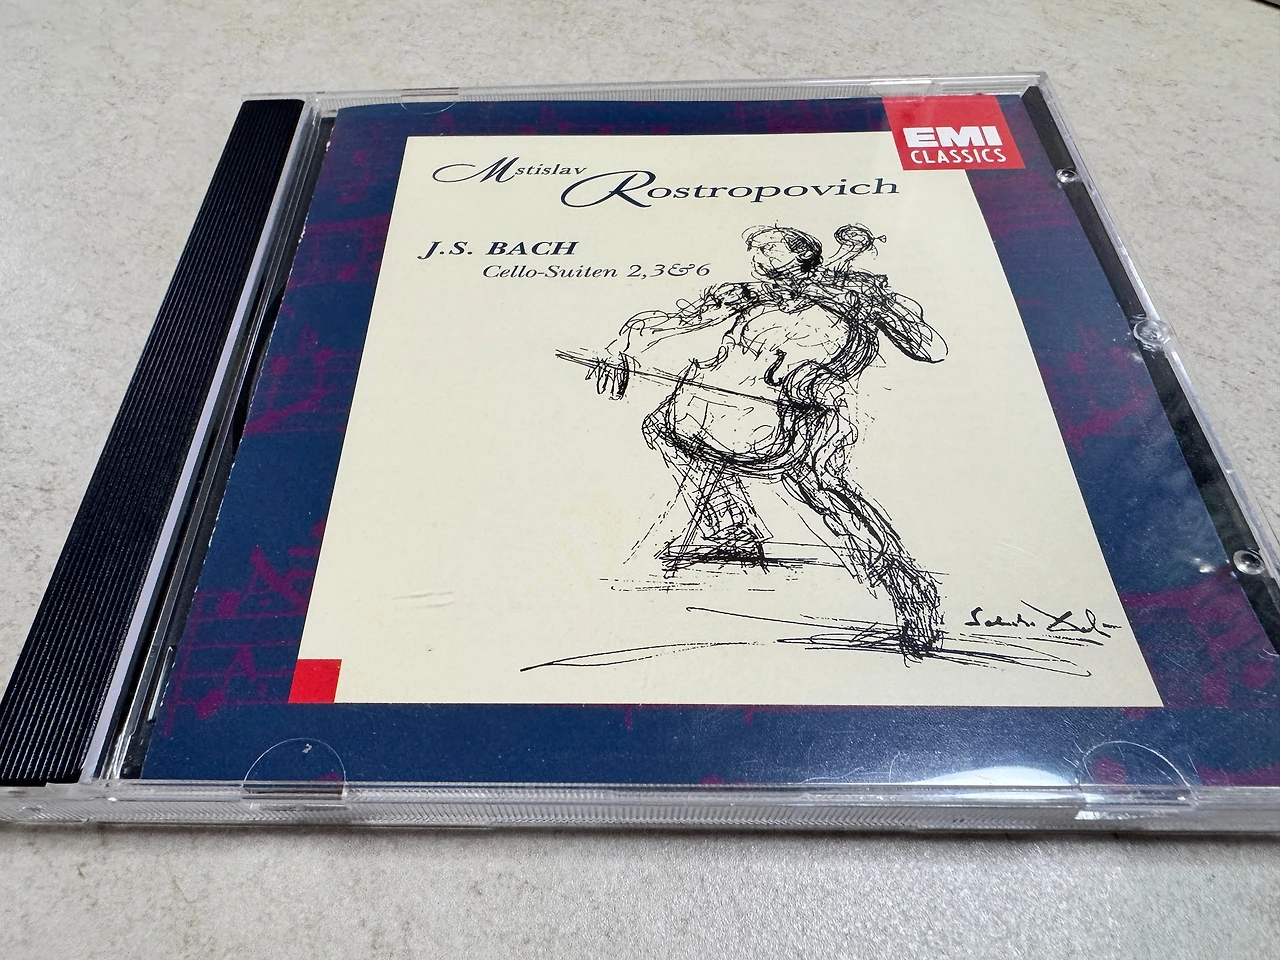 EMI
CLASSICS
Mstislav
Rostropovich
J.S. BACH
Cello-Suiten 2,3&6